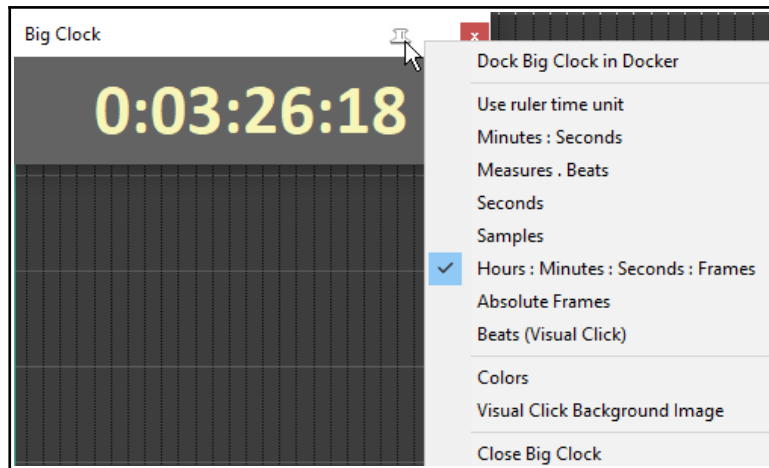 Big Clock
x
0:03:26:18
Dock Big Clock in Docker
Use ruler time unit
Minutes : Seconds
Measures . Beats
Seconds
Samples
Hours : Minutes : Seconds : Frames
Absolute Frames
Beats (Visual Click)
Colors
Visual Click Background Image
Close Big Clock